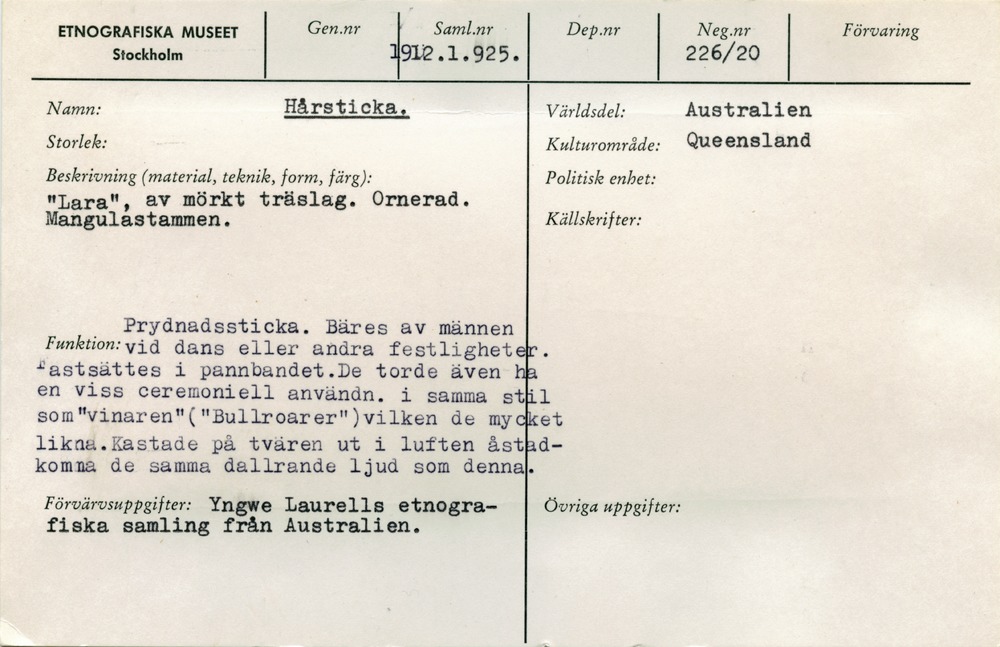 ETNOGRAFISKA MUSEET
Stockholm
Gen.nr
Saml.nr
1912.1.925.
Dep.nr
Neg.nr
226/20
Förvaring
Namn: Hårsticka.
Storlek:
Beskrivning (material, teknik, form, färg):
"Lara", av mörkt träslag. Ornerad.
Mangulastammen.
Världsdel: Australien
Kulturområde: Queensland
Politisk enhet:
Källskrifter:
Prydnadssticka. Bäres av männen
Funktion: vid dans eller andra festligheter.
Fastsättes i pannbandet.De torde även ha
en viss ceremoniell användn. i samma stil
som"vinaren"("Bullroarer")vilken de mycket
likna.Kastade på tvären ut i luften åstad-
komma de samma dallrande ljud som denna.
Förvärvsuppgifter: Yngwe Laurells etnogra-
fiska samling från Australien.
Övriga uppgifter: